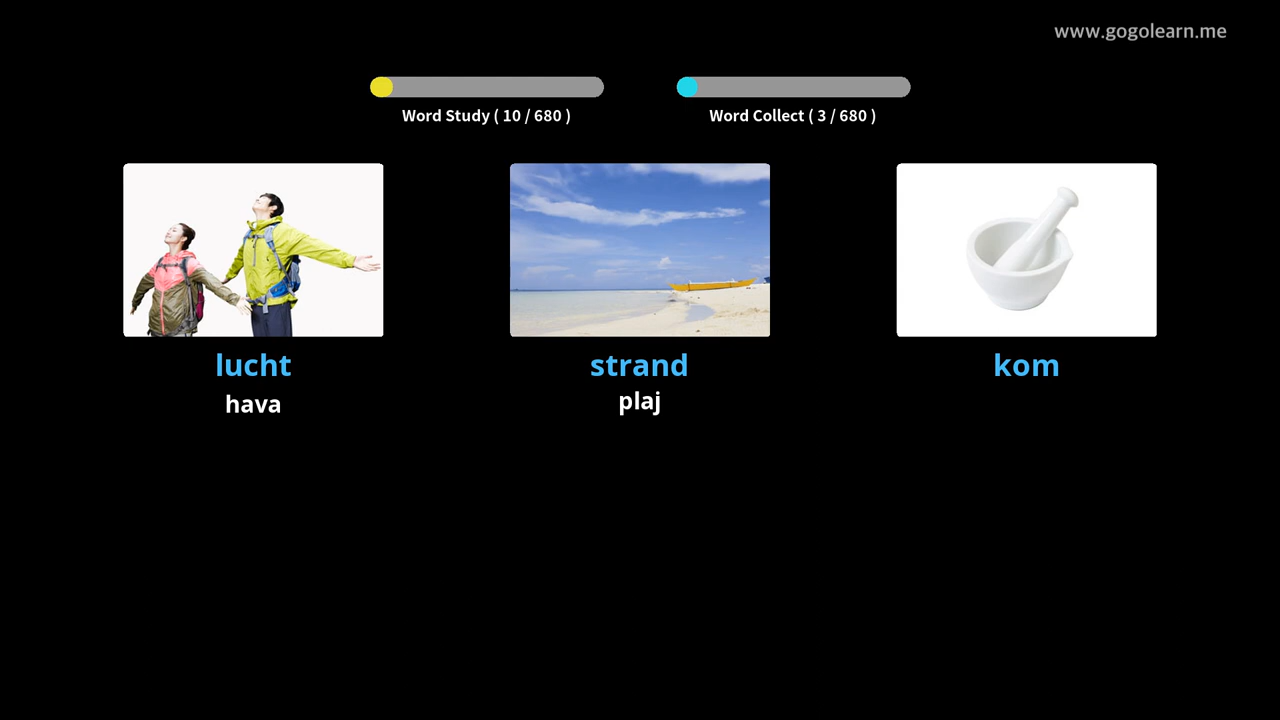 www.gogolearn.me
Word Study ( 10 / 680 )
Word Collect ( 3 / 680 )
lucht
hava
strand
plaj
kom